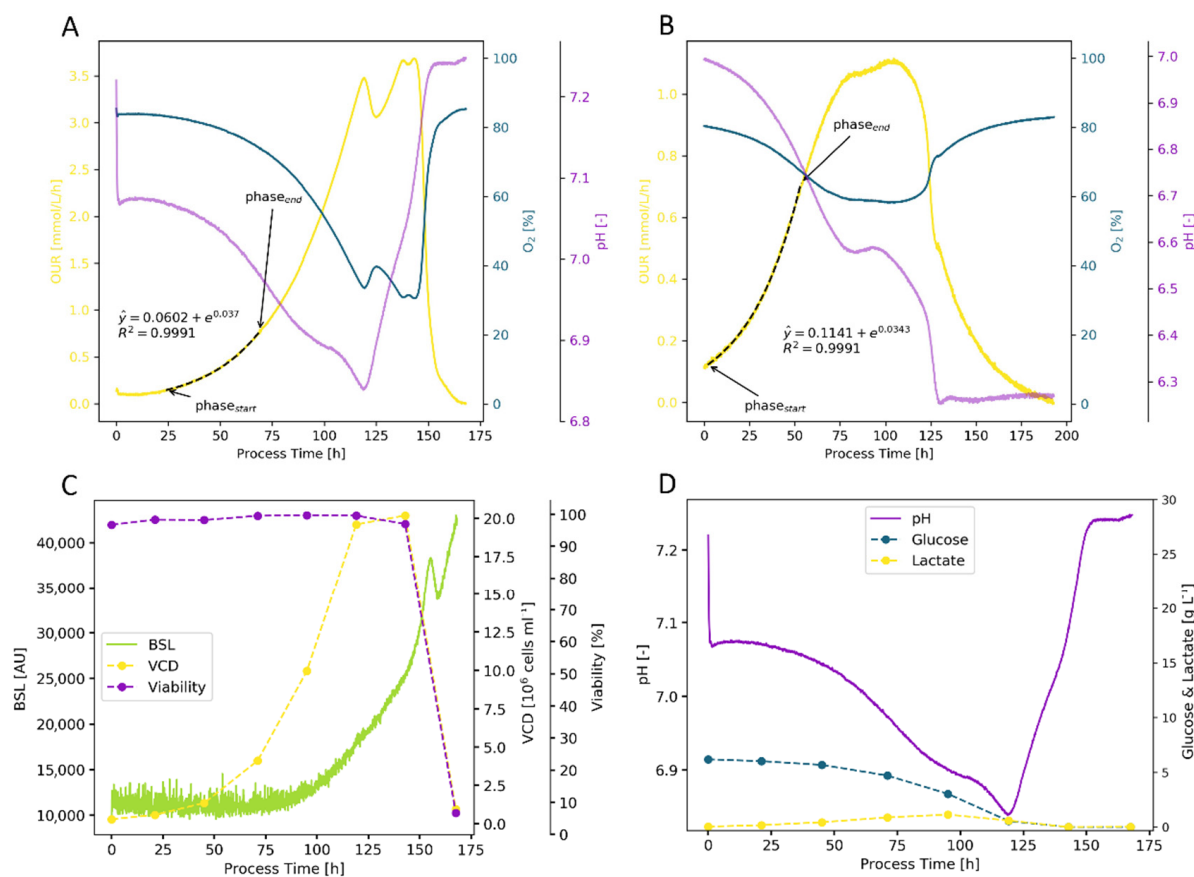 A
3.5
3.0
2.5
2.0
1.5
1.0
0.5
0.0
OUR [mmol/L/h]
phase_end
ŷ = 0.0602 + e^0.037
R² = 0.9991
phase_start
0 25 50 75 100 125 150 175
Process Time [h]
100
80
60
40
20
0
O₂ [%]
7.2
7.1
7.0
6.9
6.8
pH [-]
B
1.0
0.8
0.6
0.4
0.2
0.0
OUR [mmol/L/h]
phase_end
ŷ = 0.1141 + e^0.0343
R² = 0.9991
phase_start
0 25 50 75 100 125 150 175 200
Process Time [h]
100
80
60
40
20
0
O₂ [%]
7.0
6.9
6.8
6.7
6.6
6.5
6.4
6.3
pH [-]
C
40,000
35,000
30,000
25,000
20,000
15,000
10,000
BSL [AU]
BSL
VCD
Viability
0 25 50 75 100 125 150 175
Process Time [h]
20.0
17.5
15.0
12.5
10.0
7.5
5.0
2.5
0.0
VCD [10⁶ cells ml⁻¹]
100
90
80
70
60
50
40
30
20
10
0
Viability [%]
D
7.2
7.1
7.0
6.9
pH [-]
pH
Glucose
Lactate
0 25 50 75 100 125 150 175
Process Time [h]
30
25
20
15
10
5
0
Glucose & Lactate [g L⁻¹]